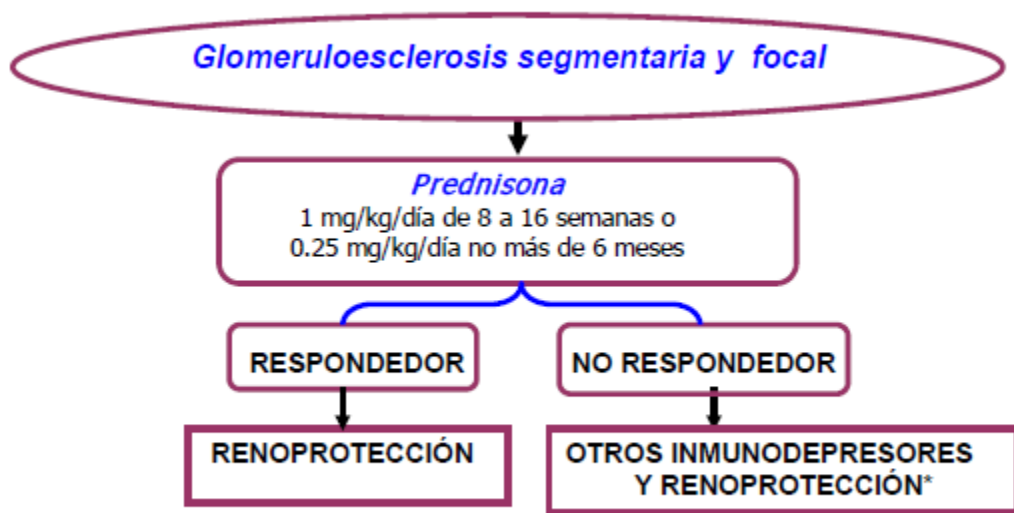 Glomeruloesclerosis segmentaria y focal
Prednisona
1 mg/kg/día de 8 a 16 semanas o
0.25 mg/kg/día no más de 6 meses
RESPONDEDOR
NO RESPONDEDOR
RENOPROTECCIÓN
OTROS INMUNODEPRESORES
Y RENOPROTECCIÓN*